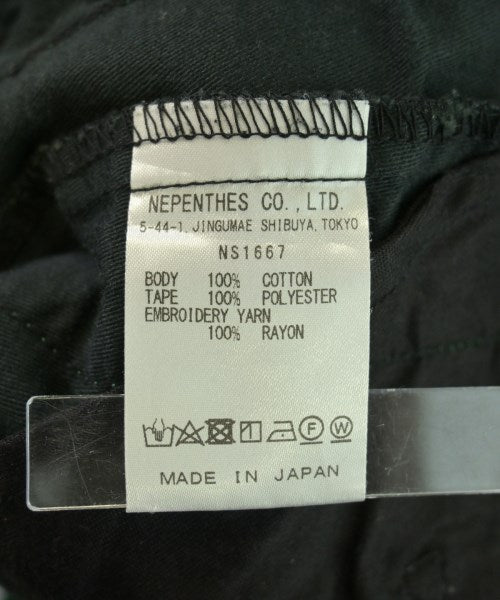 NEPENTHES CO.,LTD.
5-44-1, JINGUMAE SHIBUYA, TOKYO
NS1667
BODY 100% COTTON
TAPE 100% POLYESTER
EMBROIDERY YARN
100% RAYON
F W
MADE IN JAPAN